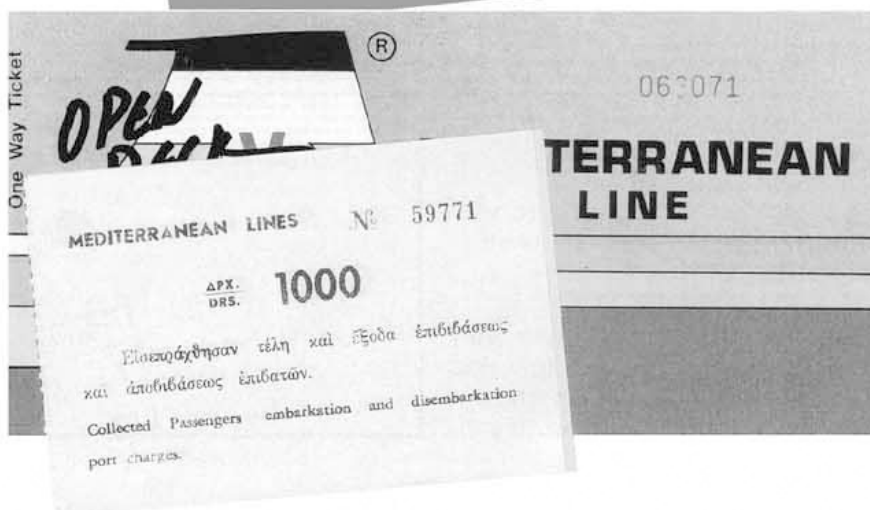 One Way Ticket
®
OPEN
063071
TERRANEAN
LINE
MEDITERRANEAN LINES № 59771
ΔΡΧ.
DRS. 1000
Εἰσεπράχθησαν τέλη καὶ ἔξοδα ἐπιβιβάσεως
και ἀποβιβάσεως ἐπιβατῶν.
Collected Passengers embarkation and disembarkation
port charges.